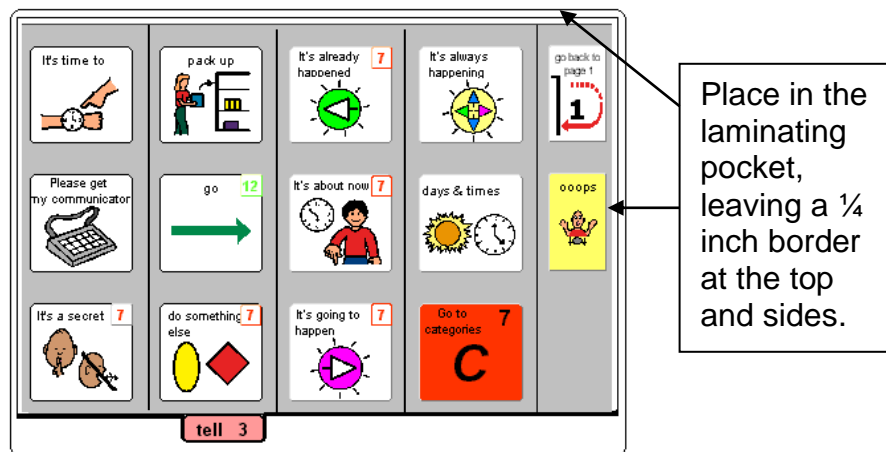 It's time to
pack up
It's already
happened
7
It's always
happening
go back to
page 1
1
Please get
my communicator
go
12
It's about now
7
days & times
ooops
It's a secret
7
do something
else
7
It's going to
happen
7
Go to
categories
7
C
tell 3
Place in the
laminating
pocket,
leaving a ¼
inch border
at the top
and sides.